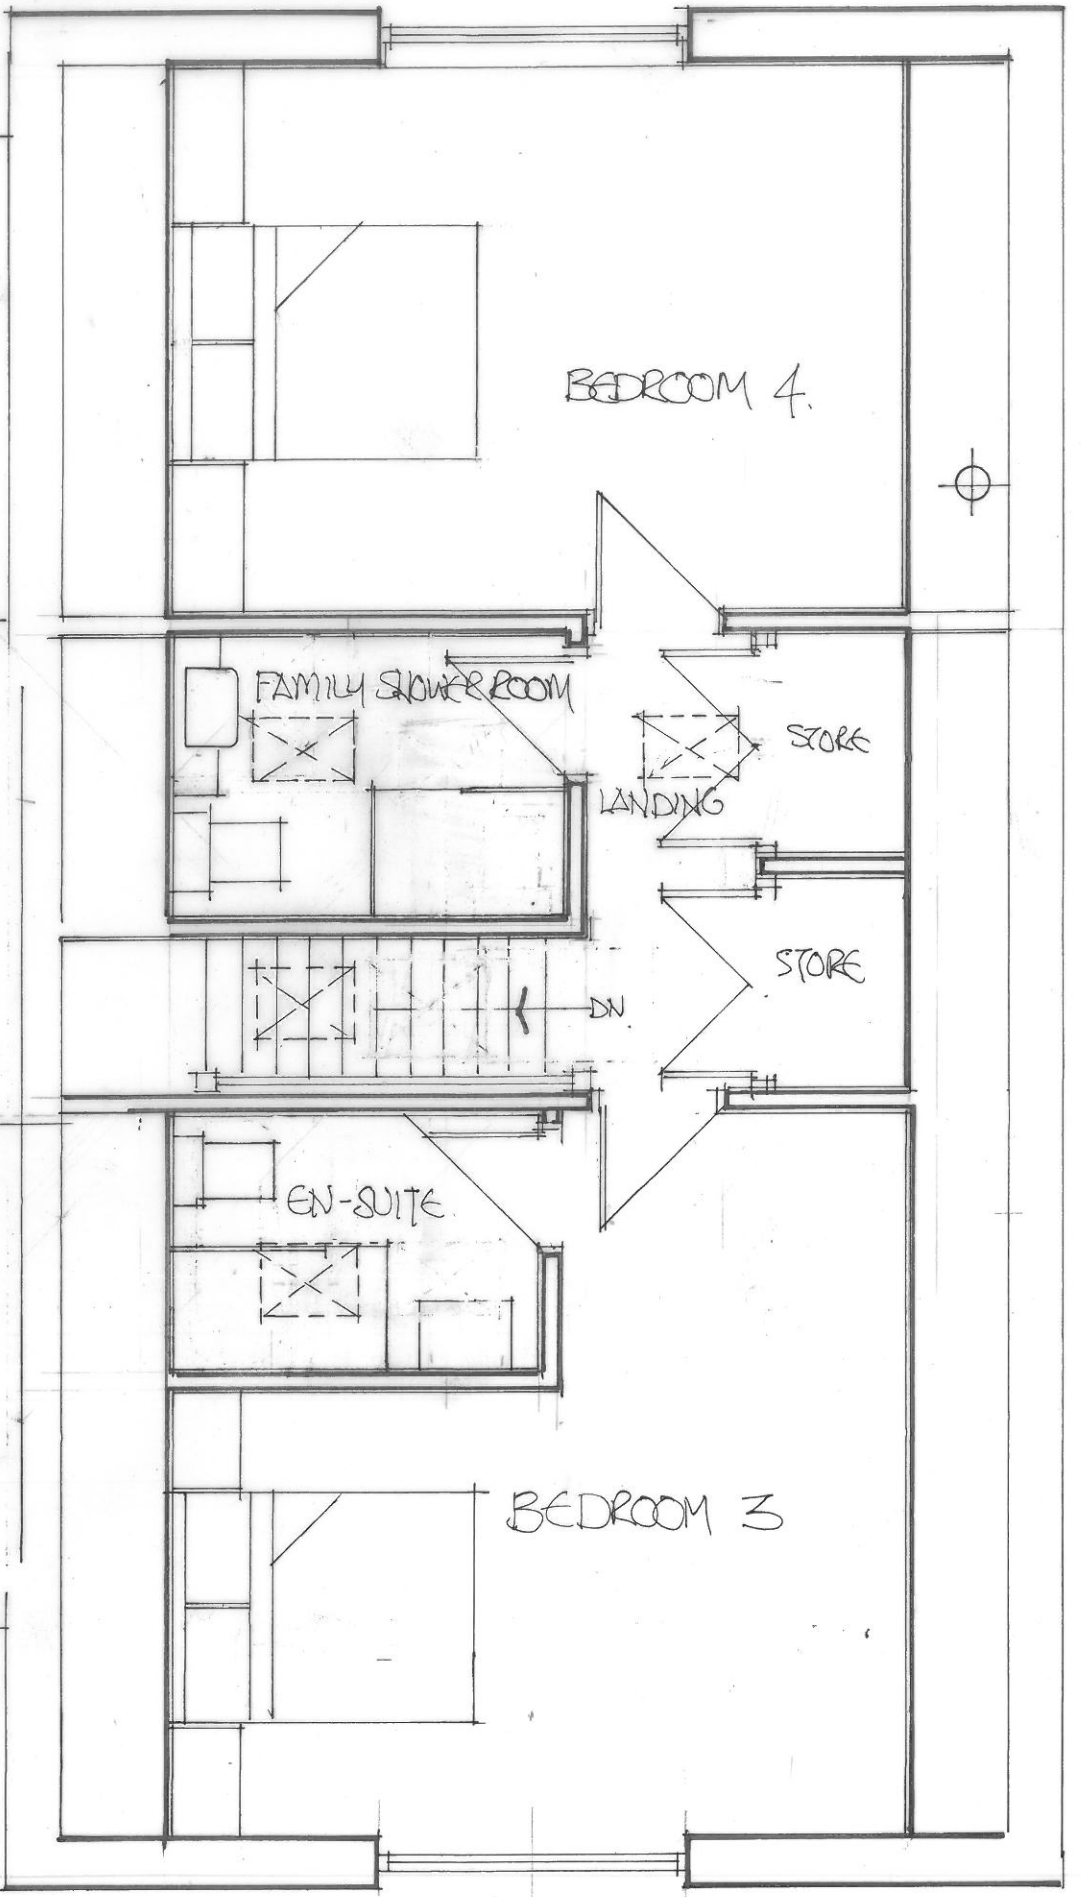 BEDROOM 4.
FAMILY SHOWER ROOM
STORE
LANDING
STORE
DN
EN-SUITE
BEDROOM 3